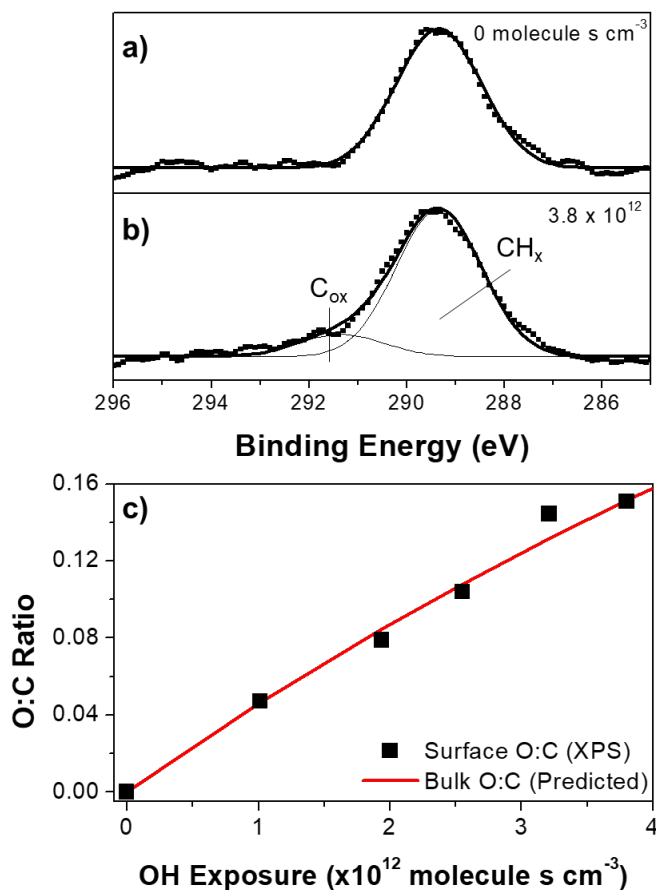 a)
0 molecule s cm⁻³
b)
3.8 x 10¹²
CHₓ
Cₒₓ
296 294 292 290 288 286
Binding Energy (eV)
c)
0.16
0.12
0.08
0.04
0.00
O:C Ratio
Surface O:C (XPS)
Bulk O:C (Predicted)
0 1 2 3 4
OH Exposure (x10¹² molecule s cm⁻³)